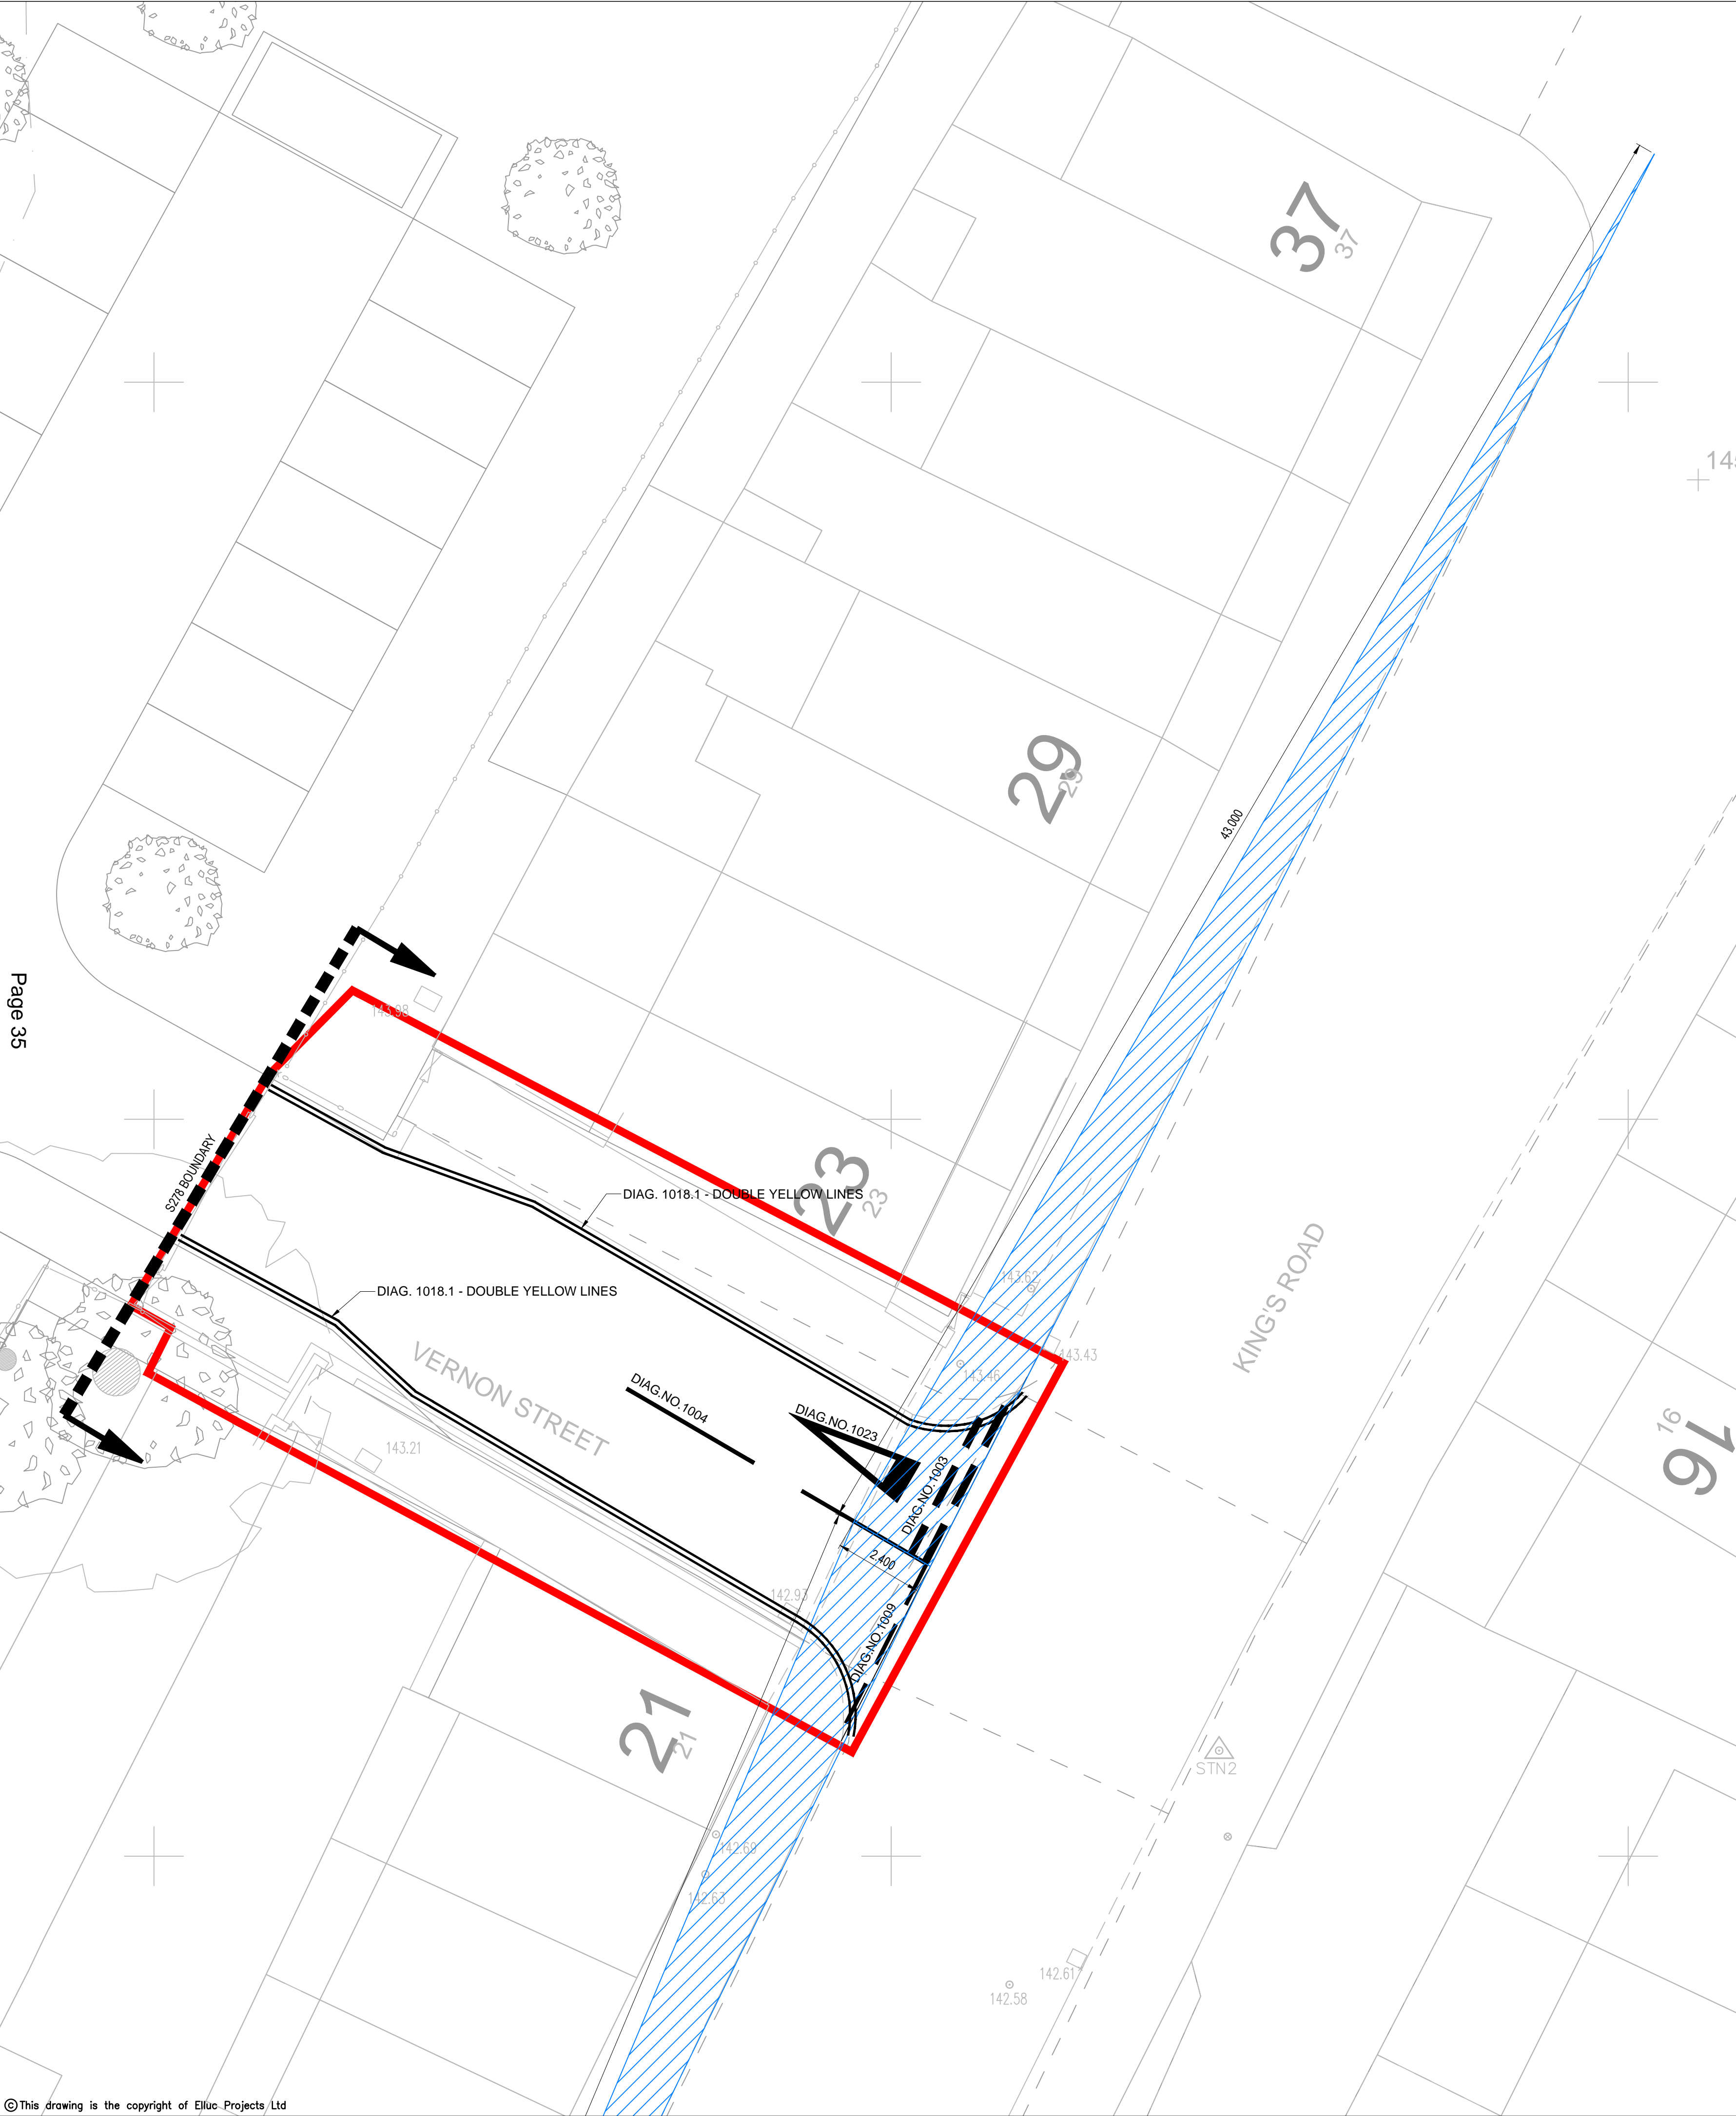 37
37
148
29
29
43.000
Page 35
143.98
S278 BOUNDARY
DIAG. 1018.1 - DOUBLE YELLOW LINES
23
23
DIAG. 1018.1 - DOUBLE YELLOW LINES
VERNON STREET
KING'S ROAD
143.62
143.43
143.46
DIAG.NO.1004
DIAG.NO.1023
DIAG.NO.1003
16
16
143.21
2.400
142.93
DIAG.NO.1009
21
21
STN2
142.69
142.63
142.61
142.58
©This drawing is the copyright of Elluc Projects Ltd